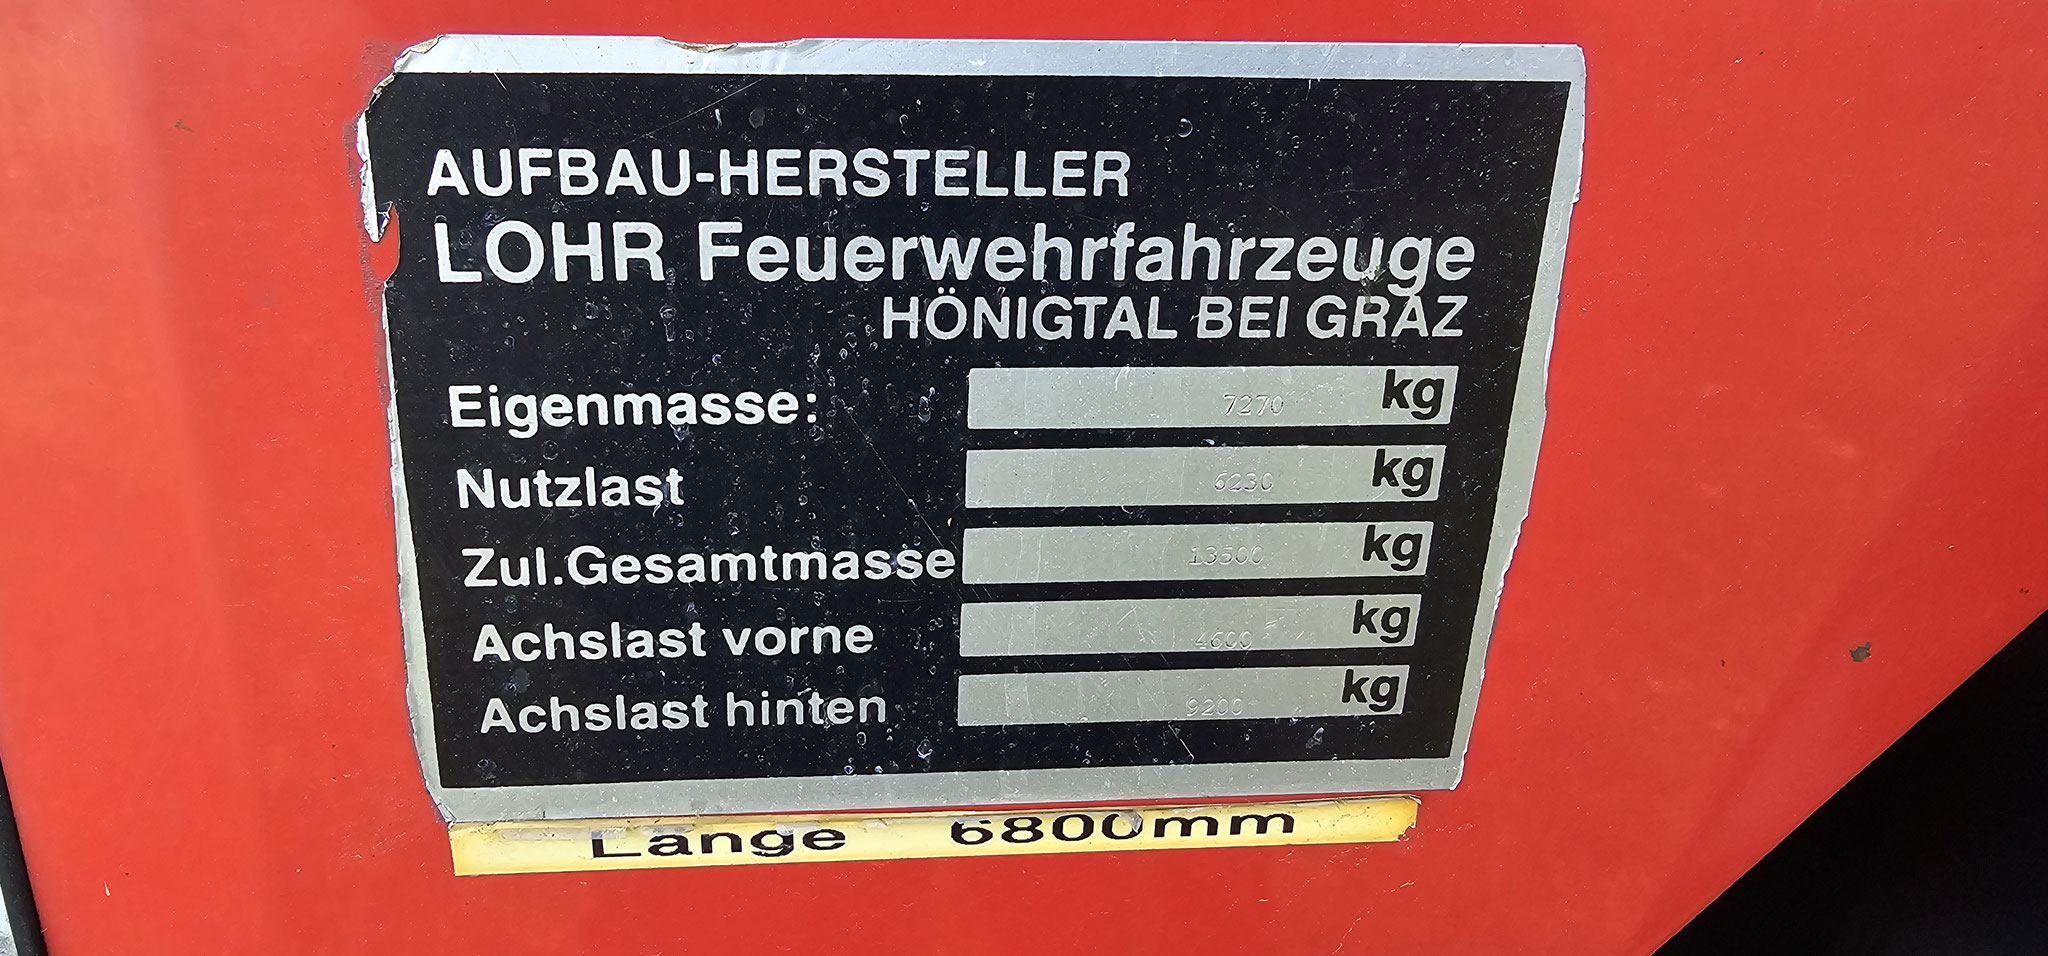 AUFBAU-HERSTELLER
LOHR Feuerwehrfahrzeuge
HÖNIGTAL BEI GRAZ
Eigenmasse: 7270 kg
Nutzlast 6230 kg
Zul.Gesamtmasse 13500 kg
Achslast vorne 4600 kg
Achslast hinten 9200 kg
Länge 6800mm